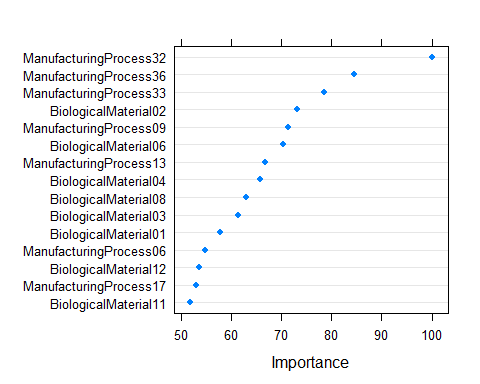 ManufacturingProcess32
ManufacturingProcess36
ManufacturingProcess33
BiologicalMaterial02
ManufacturingProcess09
BiologicalMaterial06
ManufacturingProcess13
BiologicalMaterial04
BiologicalMaterial08
BiologicalMaterial03
BiologicalMaterial01
ManufacturingProcess06
BiologicalMaterial12
ManufacturingProcess17
BiologicalMaterial11
50 60 70 80 90 100
Importance